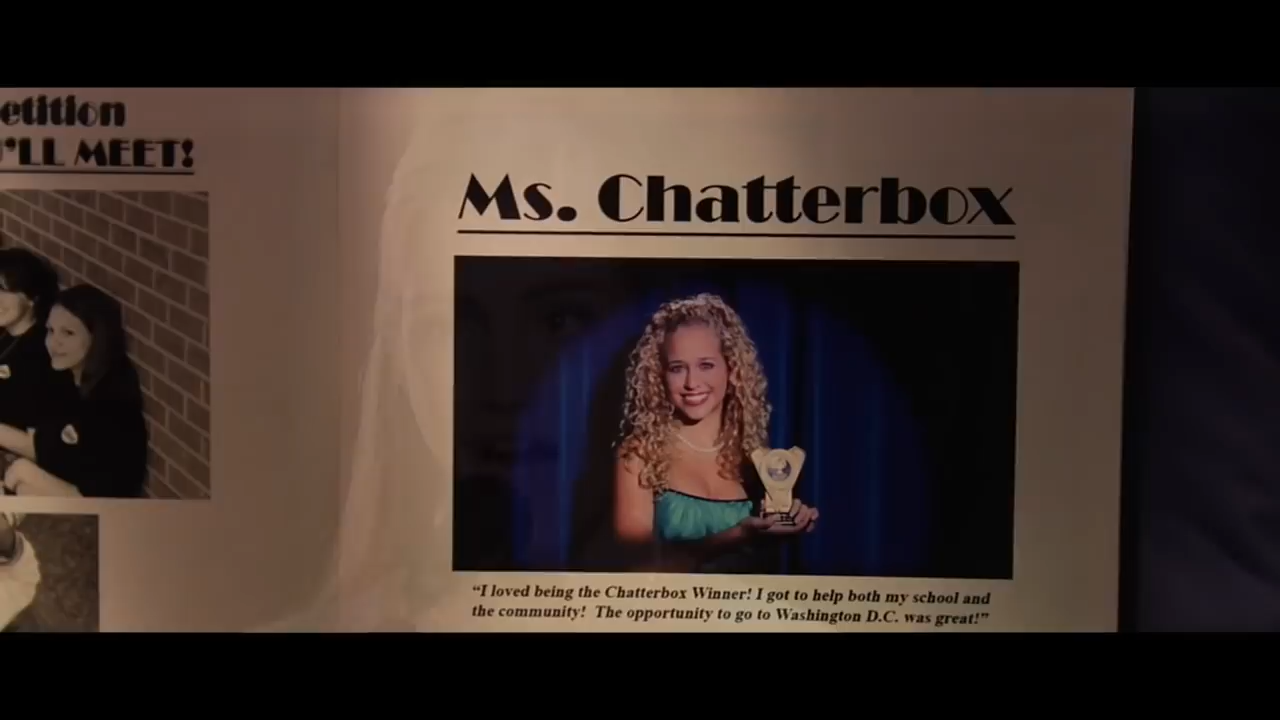 etition
'LL MEET!
Ms. Chatterbox
"I loved being the Chatterbox Winner! I got to help both my school and
the community! The opportunity to go to Washington D.C. was great!"